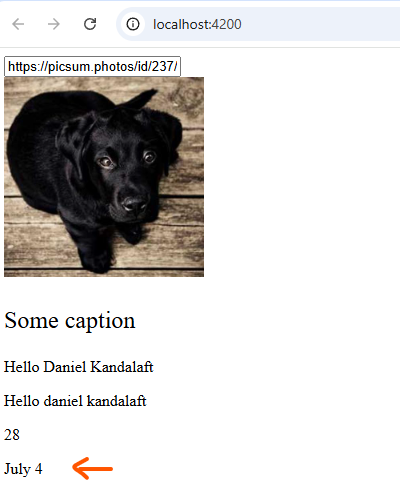 localhost:4200
https://picsum.photos/id/237/
Some caption
Hello Daniel Kandalaft
Hello daniel kandalaft
28
July 4